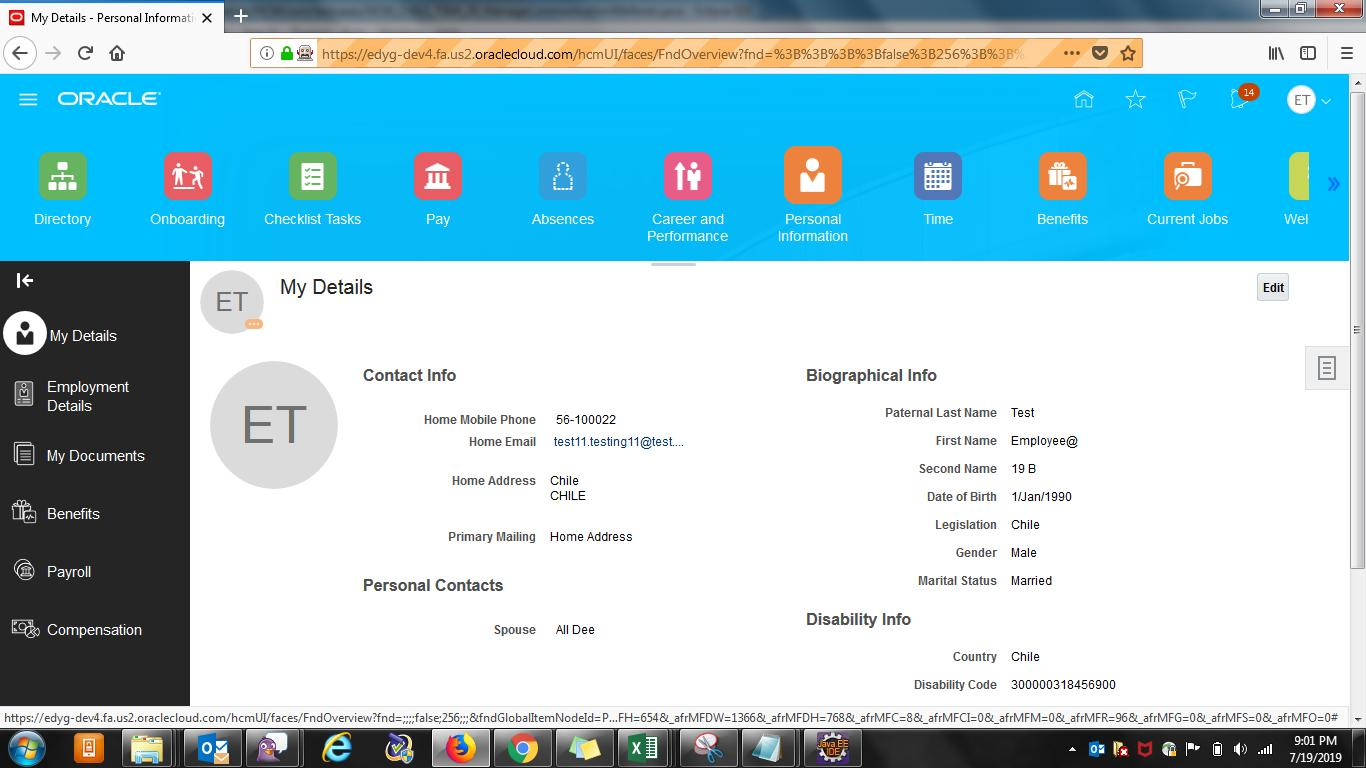 My Details - Personal Informati
https://edyg-dev4.fa.us2.oraclecloud.com/hcmUI/faces/FndOverview?fnd=%3B%3B%3B%3Bfalse%3B256%3B%3B%
ORACLE
14
ET
Directory
Onboarding
Checklist Tasks
Pay
Absences
Career and
Performance
Personal
Information
Time
Benefits
Current Jobs
Wel
My Details
Employment
Details
My Documents
Benefits
Payroll
Compensation
ET
My Details
Edit
ET
Contact Info
Home Mobile Phone 56-100022
Home Email test11.testing11@test....
Home Address Chile
CHILE
Primary Mailing Home Address
Personal Contacts
Spouse All Dee
Biographical Info
Paternal Last Name Test
First Name Employee@
Second Name 19 B
Date of Birth 1/Jan/1990
Legislation Chile
Gender Male
Marital Status Married
Disability Info
Country Chile
Disability Code 300000318456900
https://edyg-dev4.fa.us2.oraclecloud.com/hcmUI/faces/FndOverview?fnd=;;;;false;256;;;&fndGlobalItemNodeId=P...FH=654&_afrMFDW=1366&_afrMFDH=768&_afrMFC=8&_afrMFCI=0&_afrMFM=0&_afrMFR=96&_afrMFG=0&_afrMFS=0&_afrMFO=0#
Java EE
IDE
9:01 PM
7/19/2019